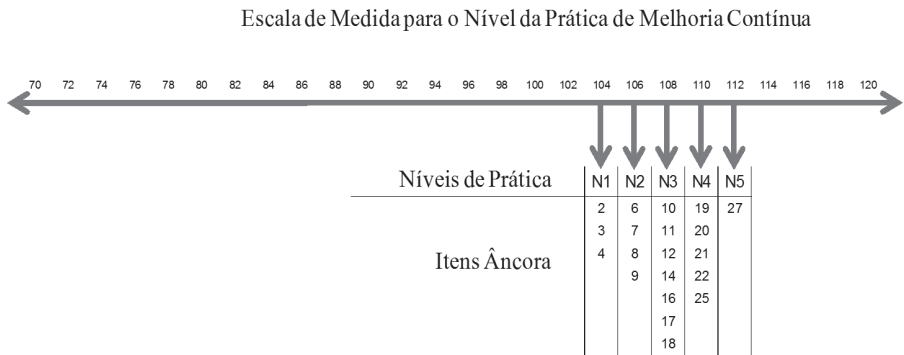 Escala de Medida para o Nível da Prática de Melhoria Contínua
70 72 74 76 78 80 82 84 86 88 90 92 94 96 98 100 102 104 106 108 110 112 114 116 118 120
Níveis de Prática N1 N2 N3 N4 N5
2 6 10 19 27
3 7 11 20
Itens Âncora 4 8 12 21
9 14 22
16 25
17
18